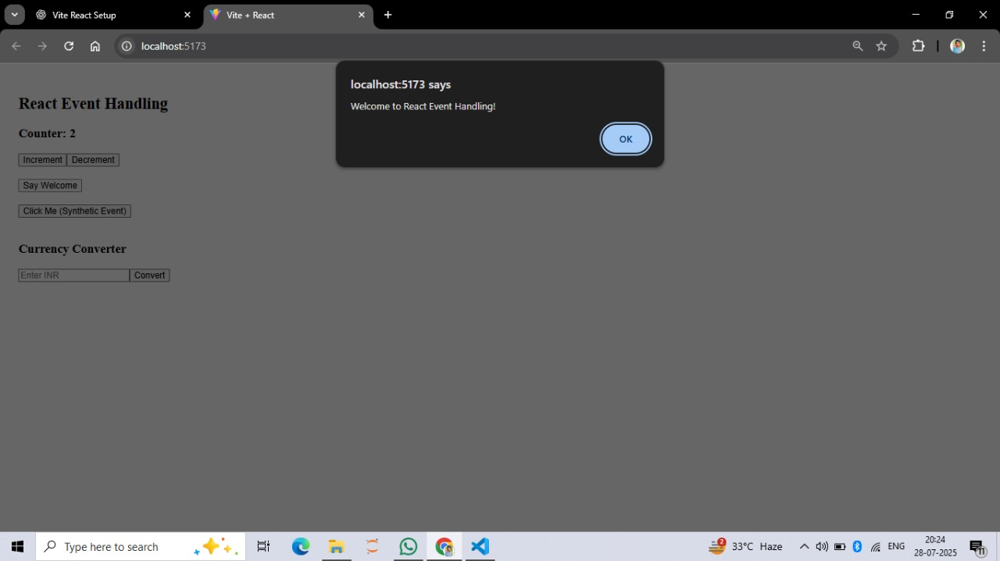 Vite React Setup
Vite + React
localhost:5173
localhost:5173 says
Welcome to React Event Handling!
OK
React Event Handling
Counter: 2
Increment Decrement
Say Welcome
Click Me (Synthetic Event)
Currency Converter
Enter INR Convert
Type here to search
2
33°C Haze
ENG
20:24
28-07-2025
11